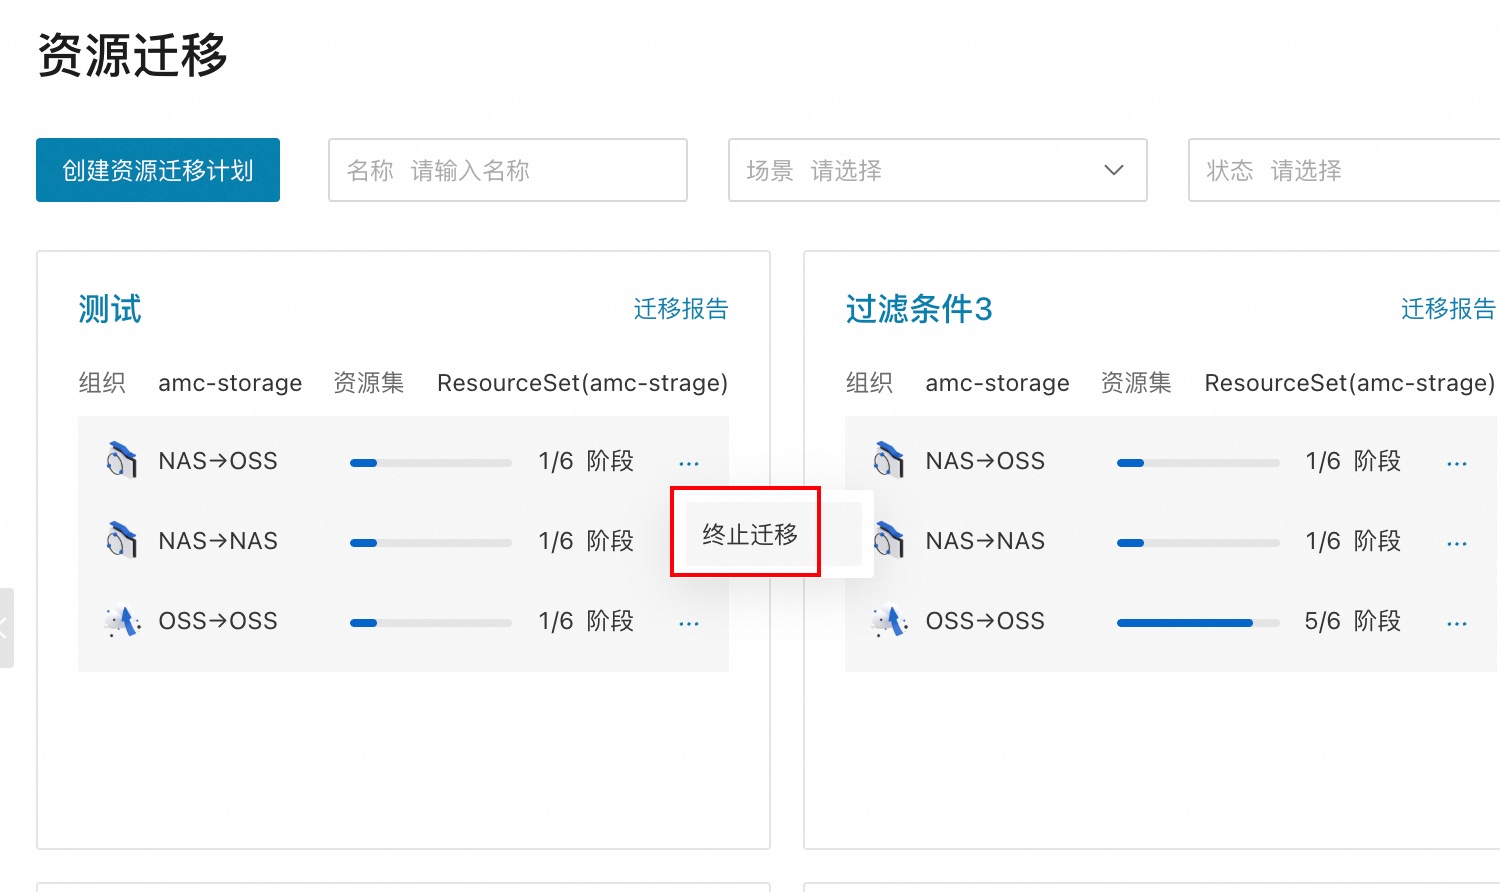 资源迁移
创建资源迁移计划 名称 请输入名称 场景 请选择 状态 请选择
测试 迁移报告
组织 amc-storage 资源集 ResourceSet(amc-strage)
NAS→OSS 1/6 阶段 ...
终止迁移
NAS→NAS 1/6 阶段
OSS→OSS 1/6 阶段 ...
过滤条件3 迁移报告
组织 amc-storage 资源集 ResourceSet(amc-strage)
NAS→OSS 1/6 阶段 ...
NAS→NAS 1/6 阶段 ...
OSS→OSS 5/6 阶段 ...